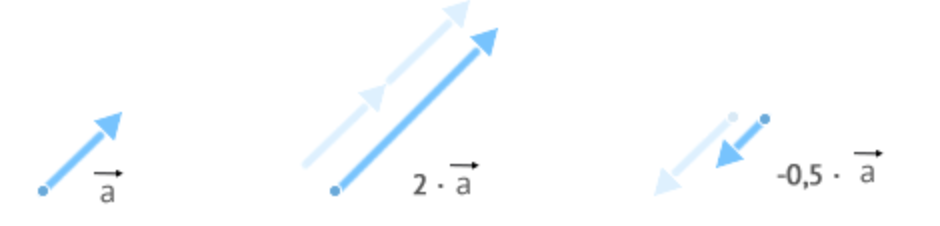 a⃗
2 · a⃗
-0,5 · a⃗